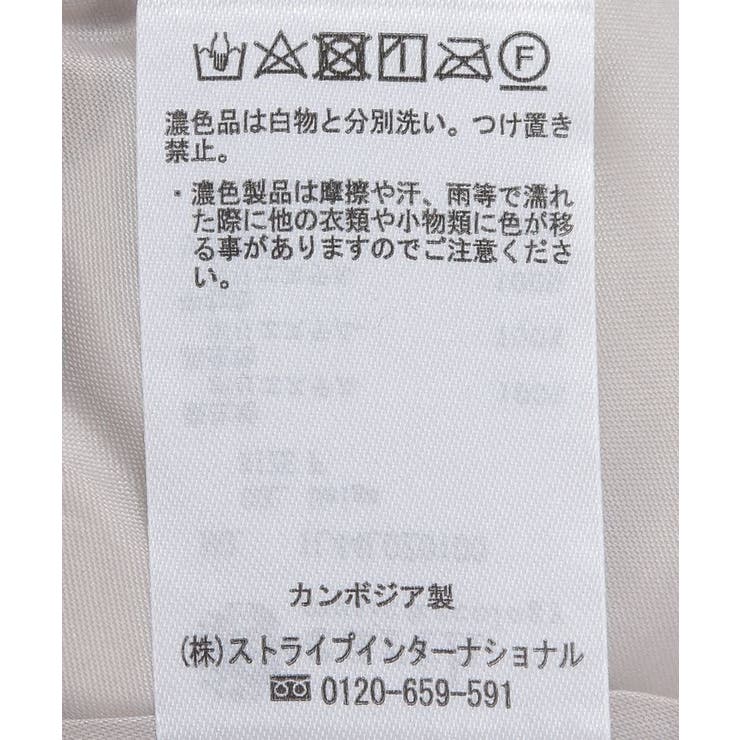 F
濃色品は白物と分別洗い。つけ置き
禁止。
・濃色製品は摩擦や汗、雨等で濡れ
た際に他の衣類や小物類に色が移
る事がありますのでご注意くださ
い。
カンボジア製
(株)ストライプインターナショナル
0120-659-591